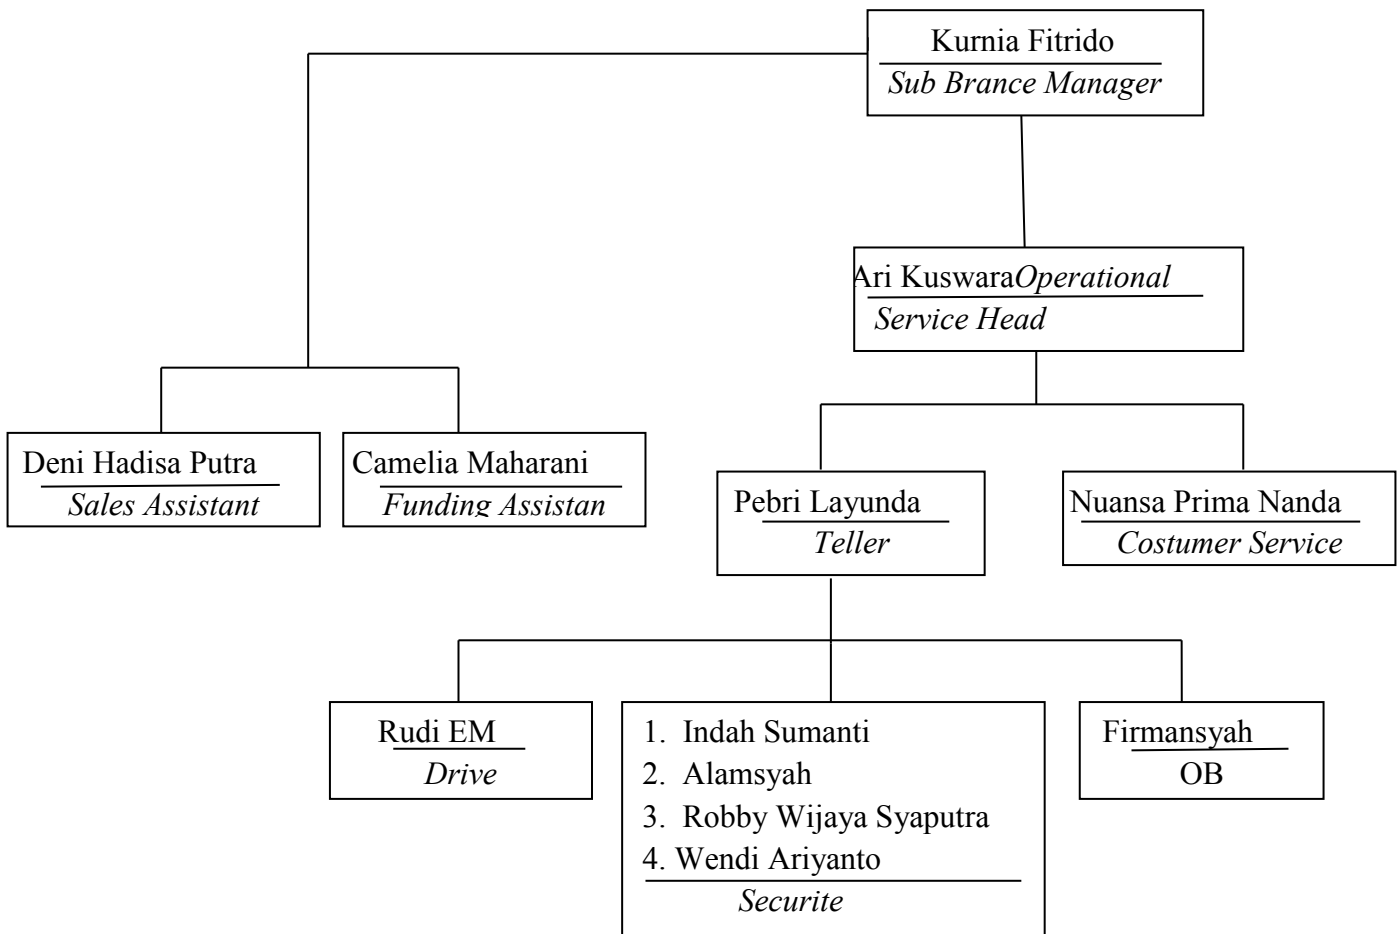 Kurnia Fitrido
Sub Brance Manager
Ari KuswaraOperational
Service Head
Deni Hadisa Putra
Sales Assistant
Camelia Maharani
Funding Assistan
Pebri Layunda
Teller
Nuansa Prima Nanda
Costumer Service
Rudi EM
Drive
1. Indah Sumanti
2. Alamsyah
3. Robby Wijaya Syaputra
4. Wendi Ariyanto
Securite
Firmansyah
OB